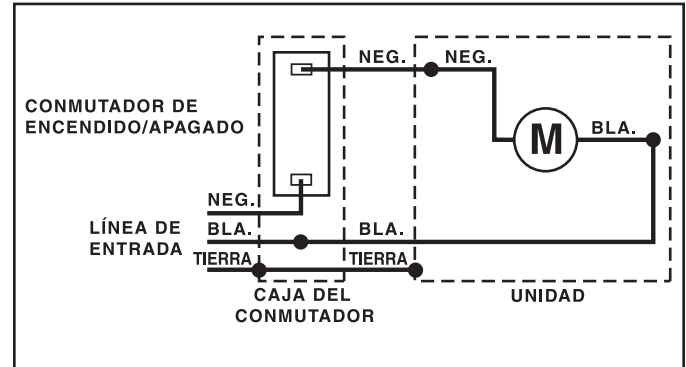 NEG.
NEG.
CONMUTADOR DE
ENCENDIDO/APAGADO
M
BLA.
NEG.
LÍNEA DE
ENTRADA
BLA.
BLA.
TIERRA
TIERRA
CAJA DEL
CONMUTADOR
UNIDAD